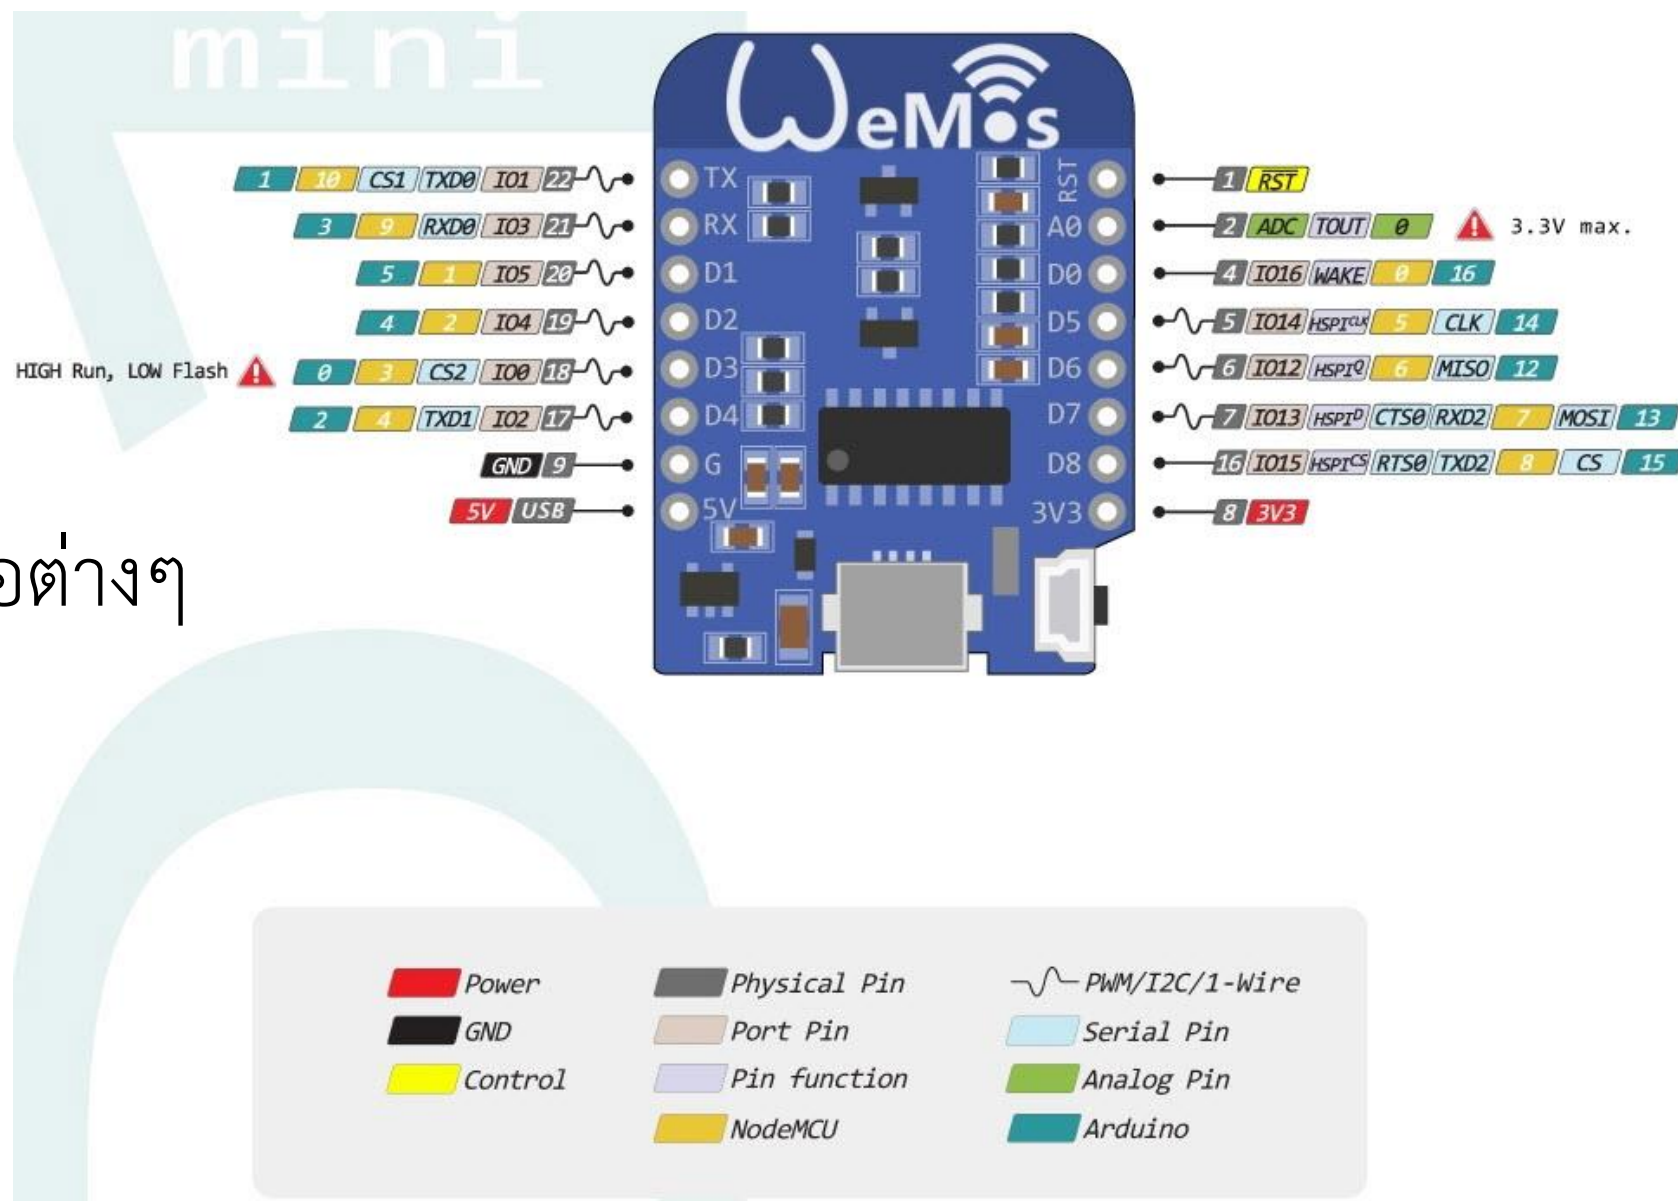 mini
WeMos
1 10 CS1 TXD0 IO1 22 TX RST 1 RST
3 9 RXD0 IO3 21 RX A0 2 ADC TOUT 0 3.3V max.
5 1 IO5 20 D1 D0 4 IO16 WAKE 0 16
4 2 IO4 19 D2 D5 5 IO14 HSPICLK 5 CLK 14
HIGH Run, LOW Flash 0 3 CS2 IO0 18 D3 D6 6 IO12 HSPIQ 6 MISO 12
2 4 TXD1 IO2 17 D4 D7 7 IO13 HSPID CTS0 RXD2 7 MOSI 13
GND 9 G D8 16 IO15 HSPICS RTS0 TXD2 8 CS 15
5V USB 5V 3V3 8 3V3
อต่างๆ
Power Physical Pin PWM/I2C/1-Wire
GND Port Pin Serial Pin
Control Pin function Analog Pin
NodeMCU Arduino